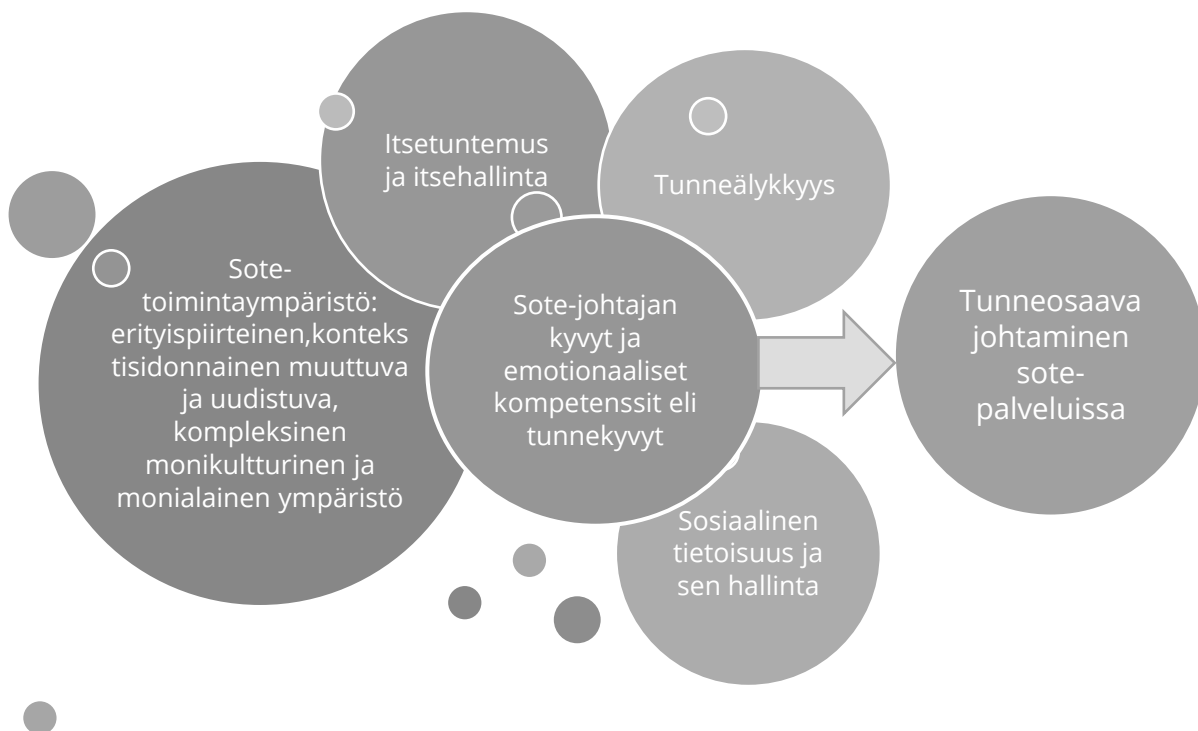 Itsetuntemus
ja itsehallinta
Tunneälykkyys
Sote-
toimintaympäristö:
erityispiirteinen,konteks
tisidonnainen muuttuva
ja uudistuva,
kompleksinen
monikultturinen ja
monialainen ympäristö
Sote-johtajan
kyvyt ja
emotionaaliset
kompetenssit eli
tunnekyvyt
Tunneosaava
johtaminen
sote-
palveluissa
Sosiaalinen
tietoisuus ja
sen hallinta